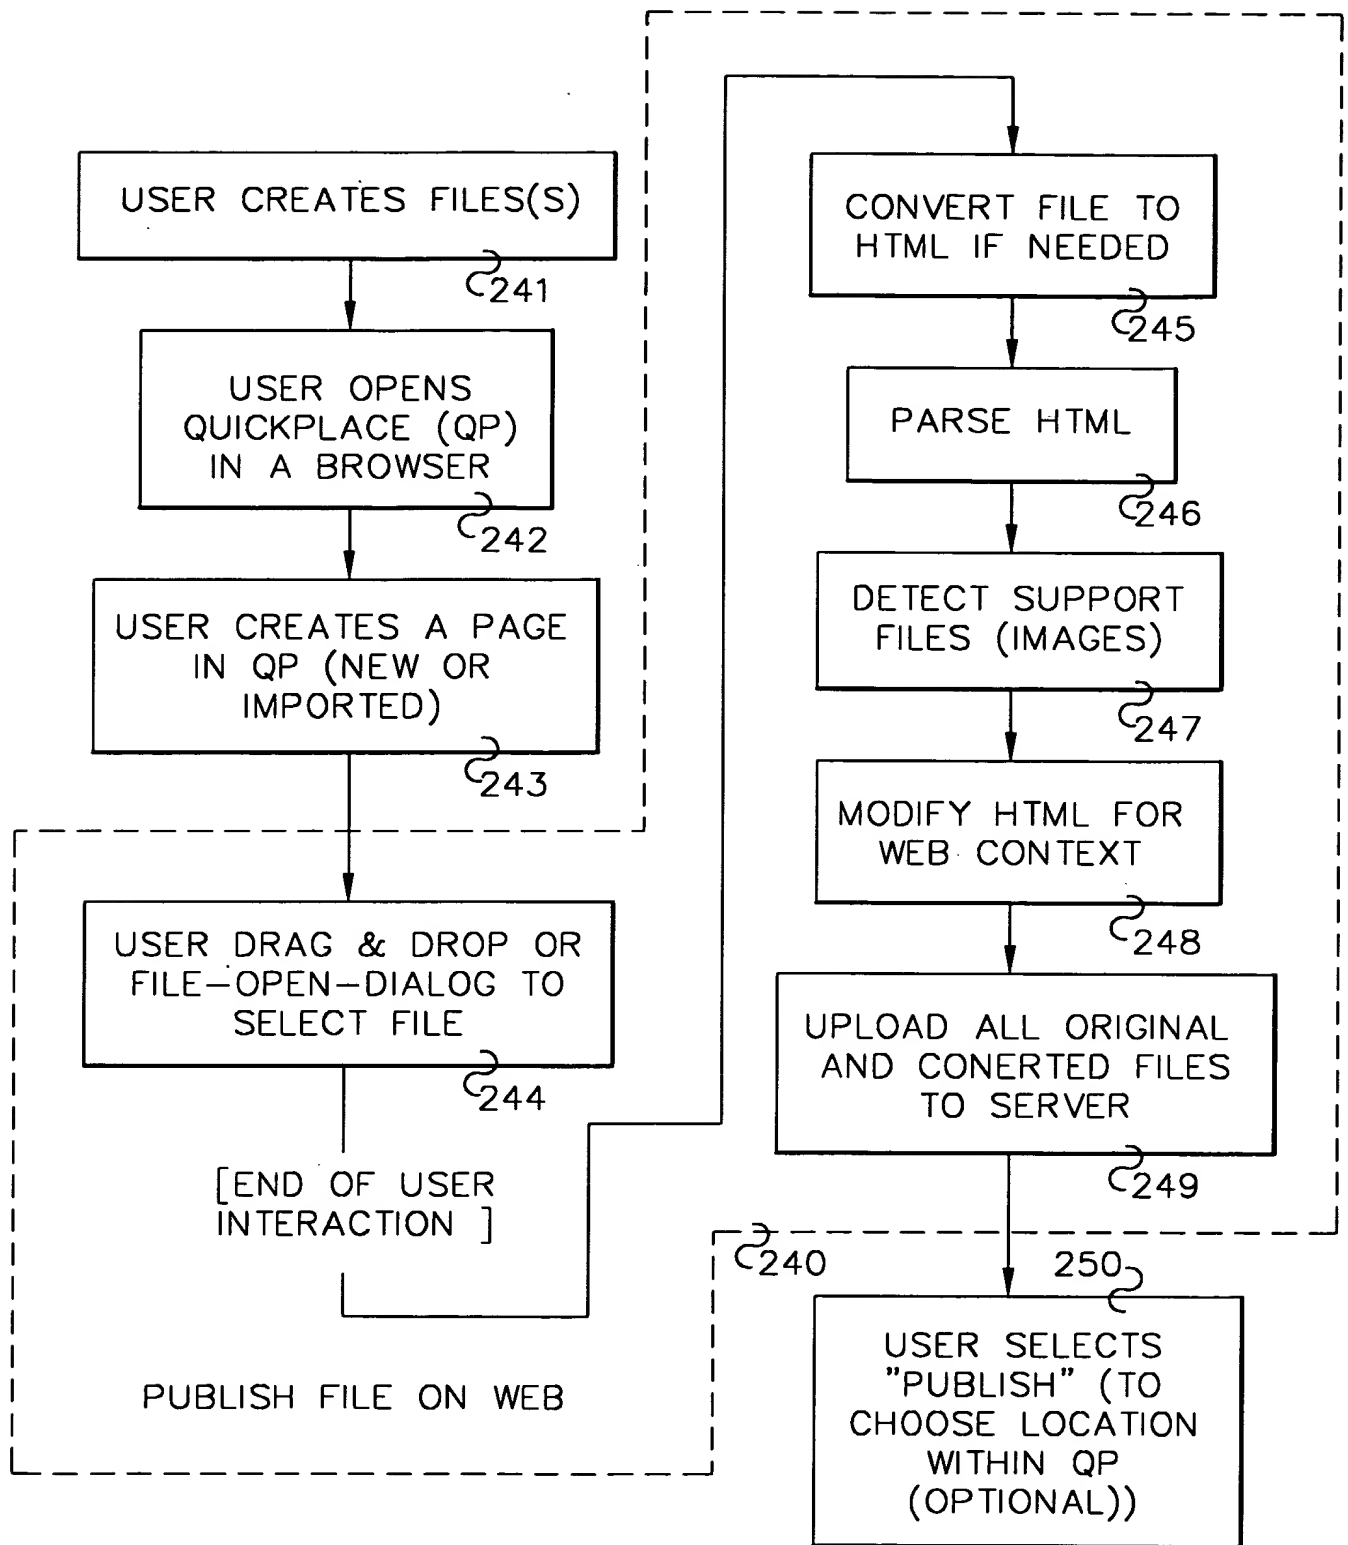 USER CREATES FILES(S)
241
USER OPENS
QUICKPLACE (QP)
IN A BROWSER
242
USER CREATES A PAGE
IN QP (NEW OR
IMPORTED)
243
USER DRAG & DROP OR
FILE-OPEN-DIALOG TO
SELECT FILE
244
[END OF USER
INTERACTION ]
PUBLISH FILE ON WEB
CONVERT FILE TO
HTML IF NEEDED
245
PARSE HTML
246
DETECT SUPPORT
FILES (IMAGES)
247
MODIFY HTML FOR
WEB CONTEXT
248
UPLOAD ALL ORIGINAL
AND CONERTED FILES
TO SERVER
249
240
250
USER SELECTS
"PUBLISH" (TO
CHOOSE LOCATION
WITHIN QP
(OPTIONAL))